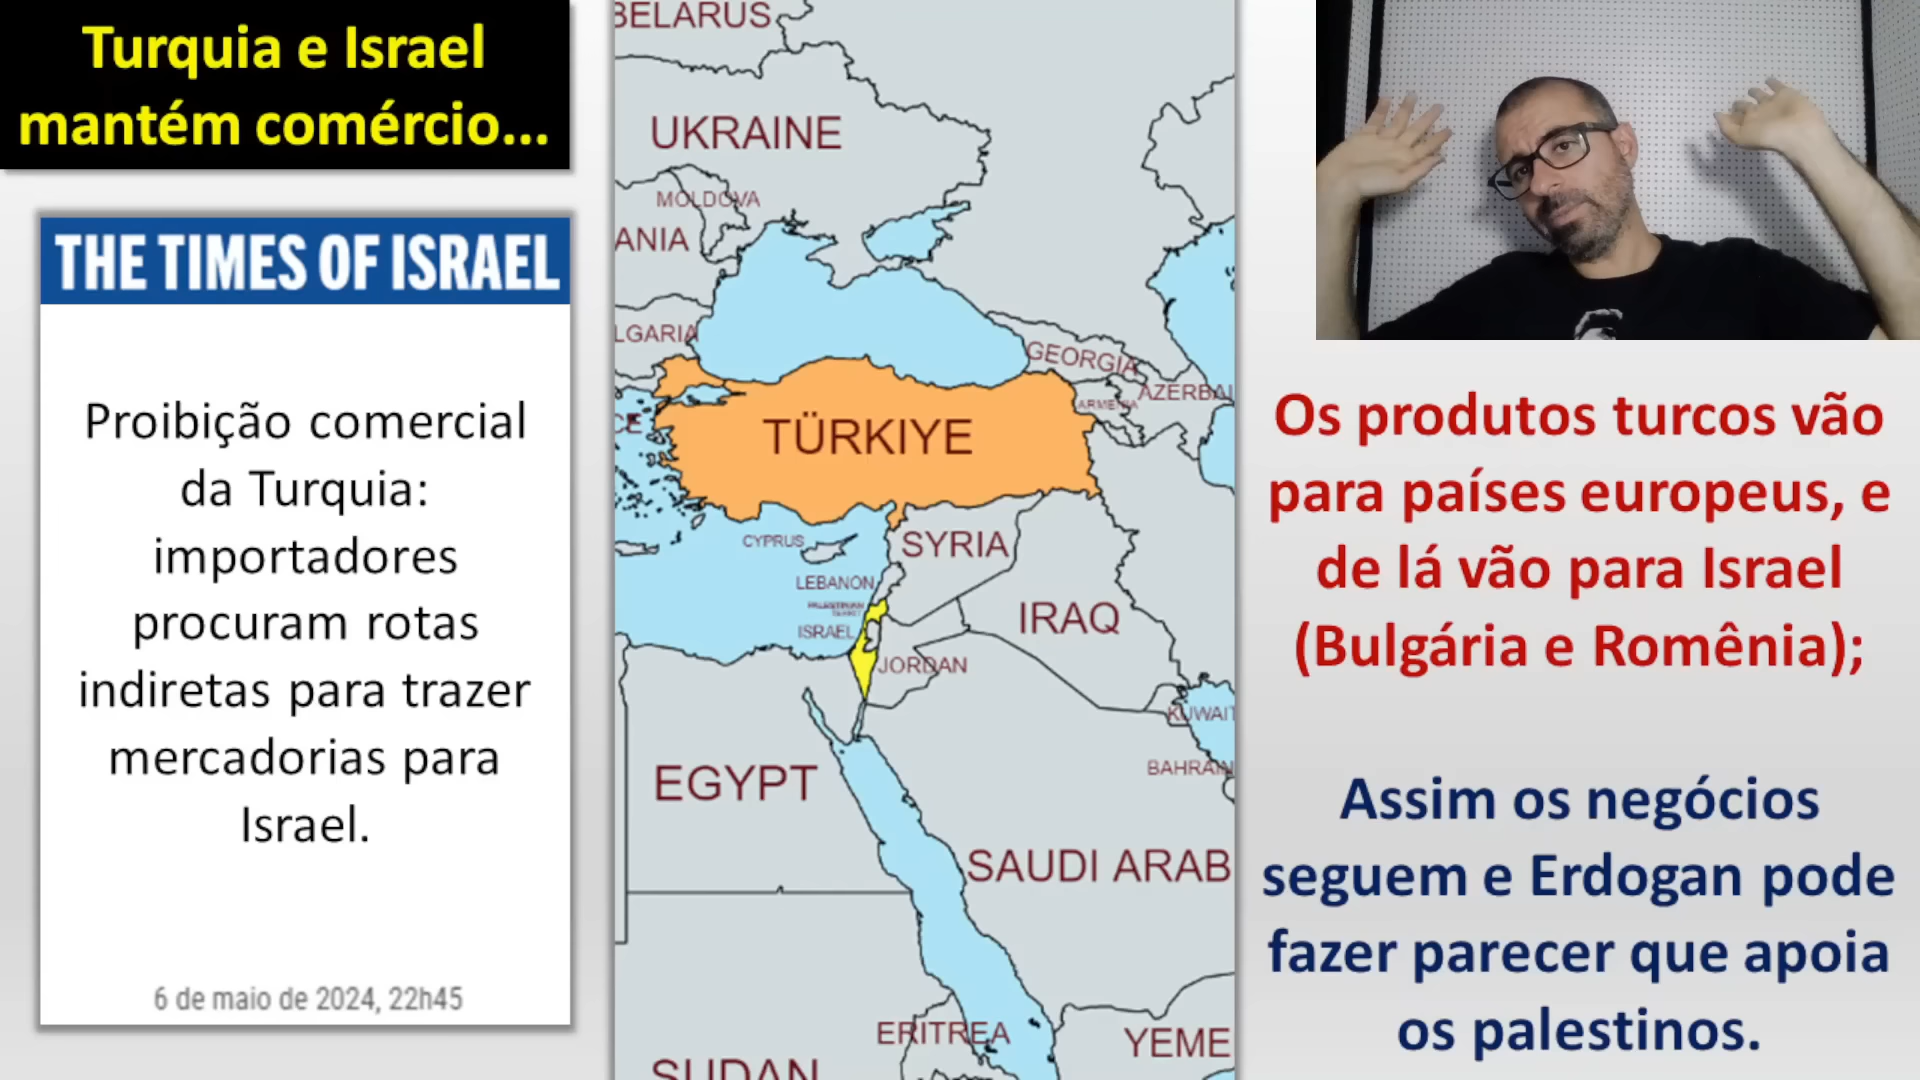 Turquia e Israel
mantém comércio...
THE TIMES OF ISRAEL
Proibição comercial
da Turquia:
importadores
procuram rotas
indiretas para trazer
mercadorias para
Israel.
6 de maio de 2024, 22h45
BELARUS
UKRAINE
MOLDOVA
ANIA
LGARIA
GEORGIA
AZERBAI
ARMENIA
CE
TÜRKIYE
CYPRUS
SYRIA
LEBANON
PALESTINIAN
ISRAEL
IRAQ
JORDAN
KUWAIT
BAHRAIN
EGYPT
SAUDI ARAB
ERITREA
YEME
SUDAN
Os produtos turcos vão
para países europeus, e
de lá vão para Israel
(Bulgária e Romênia);
Assim os negócios
seguem e Erdogan pode
fazer parecer que apoia
os palestinos.